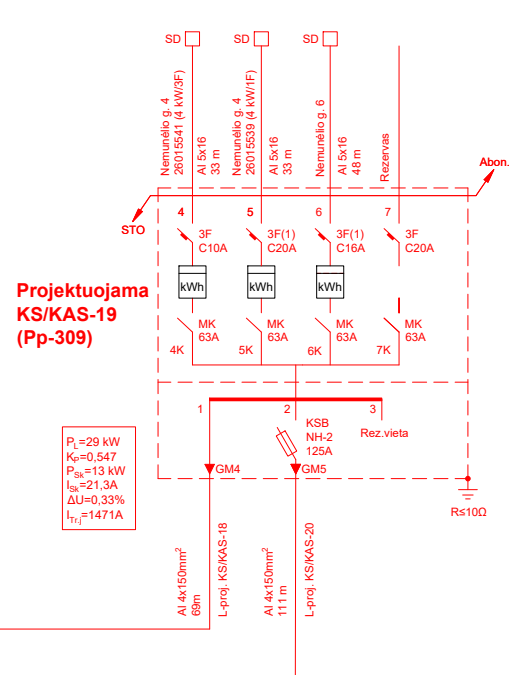 SD
SD
SD
Nemunėlio g. 4
26015541 (4 kW/3F)
Al 5x16
33 m
Nemunėlio g. 4
26015539 (4 kW/1F)
Al 5x16
33 m
Nemunėlio g. 6
Al 5x16
48 m
Rezervas
Abon.
STO
4
5
6
7
3F
C10A
3F(1)
C20A
3F(1)
C16A
3F
C20A
kWh
kWh
kWh
Projektuojama
KS/KAS-19
(Pp-309)
MK
63A
MK
63A
MK
63A
MK
63A
4K
5K
6K
7K
1
2
3
KSB
NH-2
125A
Rez.vieta
GM4
GM5
P_L=29 kW
K_P=0,547
P_Sk=13 kW
I_Sk=21,3A
ΔU=0,33%
I_Tr.j=1471A
R≤10Ω
Al 4x150mm²
69m
L-proj. KS/KAS-18
Al 4x150mm²
111 m
L-proj. KS/KAS-20